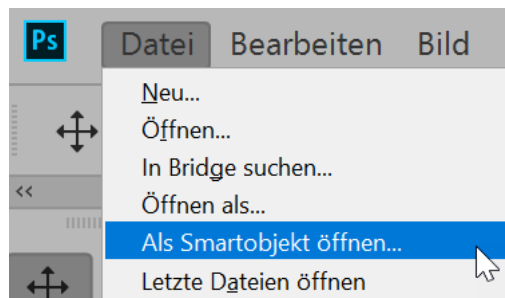 Ps Datei Bearbeiten Bild
Neu...
Öffnen...
In Bridge suchen...
<<
Öffnen als...
Als Smartobjekt öffnen...
Letzte Dateien öffnen